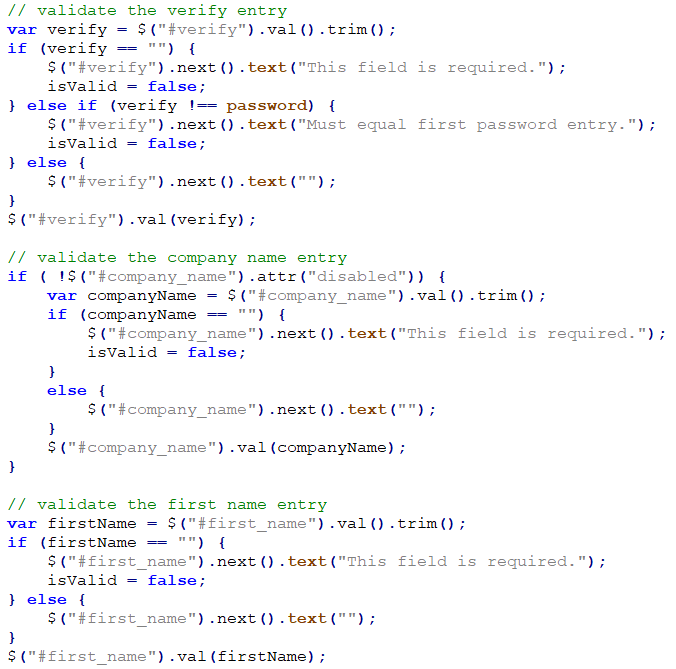 // validate the verify entry
var verify = $("#verify").val().trim();
if (verify == "") {
    $("#verify").next().text("This field is required.");
    isValid = false;
} else if (verify !== password) {
    $("#verify").next().text("Must equal first password entry.");
    isValid = false;
} else {
    $("#verify").next().text("");
}
$("#verify").val(verify);

// validate the company name entry
if ( !$("#company_name").attr("disabled")) {
    var companyName = $("#company_name").val().trim();
    if (companyName == "") {
        $("#company_name").next().text("This field is required.");
        isValid = false;
    }
    else {
        $("#company_name").next().text("");
    }
    $("#company_name").val(companyName);
}

// validate the first name entry
var firstName = $("#first_name").val().trim();
if (firstName == "") {
    $("#first_name").next().text("This field is required.");
    isValid = false;
} else {
    $("#first_name").next().text("");
}
$("#first_name").val(firstName);